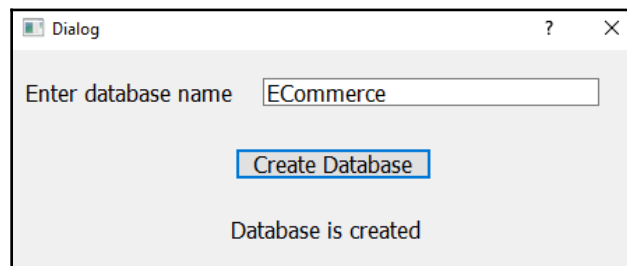 Dialog ? ×
Enter database name ECommerce
Create Database
Database is created